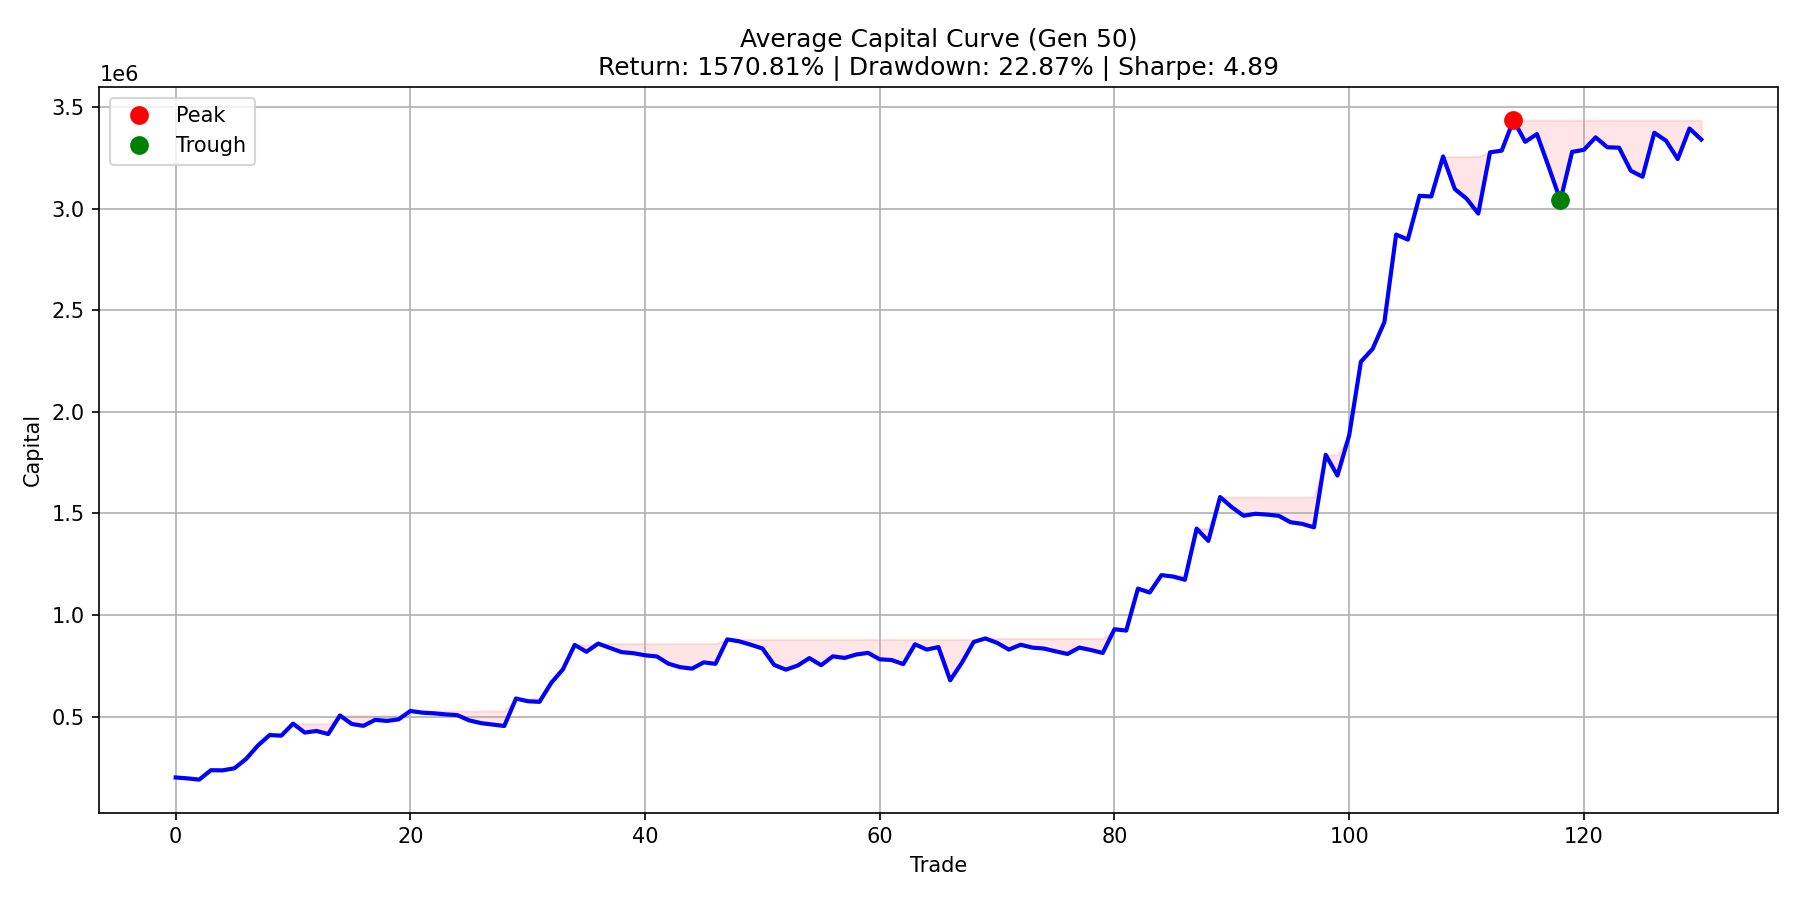 Average Capital Curve (Gen 50)
Return: 1570.81% | Drawdown: 22.87% | Sharpe: 4.89
1e6
Peak
Trough
3.5
3.0
2.5
2.0
1.5
1.0
0.5
Capital
0 20 40 60 80 100 120
Trade